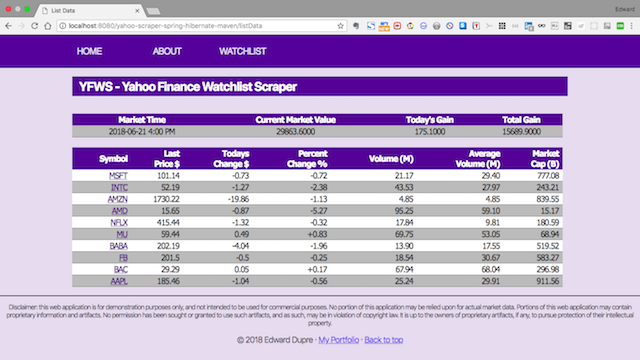 List Data
Edward
localhost:8080/yahoo-scraper-spring-hibernate-maven/listData
HOME ABOUT WATCHLIST
YFWS - Yahoo Finance Watchlist Scraper
Market Time Current Market Value Today's Gain Total Gain
2018-06-21 4:00 PM 29863.6000 175.1000 15689.9000
Symbol Last Price $ Todays Change $ Percent Change % Volume (M) Average Volume (M) Market Cap (B)
MSFT 101.14 -0.73 -0.72 21.17 29.40 777.08
INTC 52.19 -1.27 -2.38 43.53 27.97 243.21
AMZN 1730.22 -19.86 -1.13 4.85 4.85 839.55
AMD 15.65 -0.87 -5.27 95.25 59.10 15.17
NFLX 415.44 -1.32 -0.32 17.84 9.81 180.59
MU 59.44 0.49 +0.83 69.75 53.05 68.94
BABA 202.19 -4.04 -1.96 13.90 17.55 519.52
FB 201.5 -0.5 -0.25 18.54 30.67 583.27
BAC 29.29 0.05 +0.17 67.94 68.04 296.98
AAPL 185.46 -1.04 -0.56 25.24 29.91 911.56
Disclaimer: this web application is for demonstration purposes only, and not intended to be used for commercial purposes. No portion of this application may be relied upon for actual market data. Portions of this web application may contain
proprietary information and artifacts. No permission has been sought or granted to use such artifacts, and as such, may be in violation of copyright law. It is up to the owners of proprietary artifacts, if any, to pursue protection of their intellectual
property.
© 2018 Edward Dupre · My Portfolio · Back to top